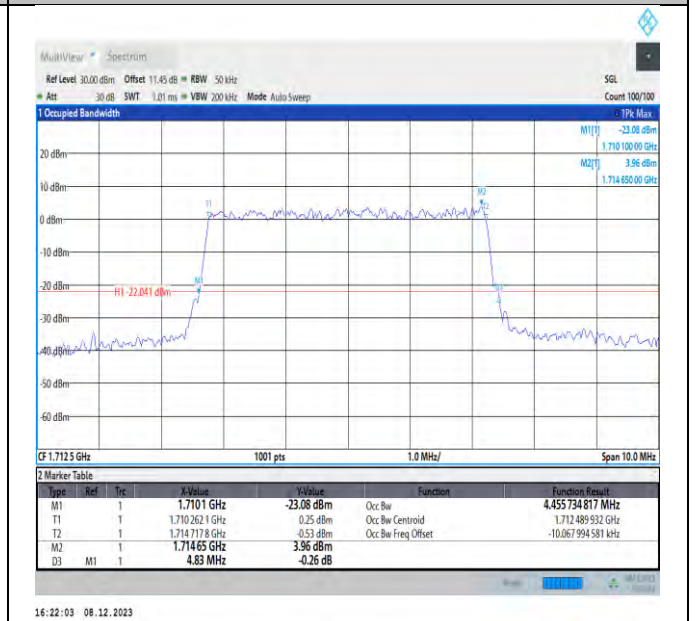 MultiView Spectrum
Ref Level 30.00 dBm Offset 11.45 dB RBW 50 kHz SGL
Att 30 dB SWT 1.01 ms VBW 200 kHz Mode Auto Sweep Count 100/100
1 Occupied Bandwidth 1Pk Max
M1[1] -23.08 dBm
1.710 100 00 GHz
M2[1] 3.96 dBm
1.714 650 00 GHz
20 dBm
10 dBm
0 dBm
-10 dBm
-20 dBm
-30 dBm
-40 dBm
-50 dBm
-60 dBm
T1
M2
T2
M1
H1 -22.041 dBm
CF 1.712 5 GHz 1001 pts 1.0 MHz/ Span 10.0 MHz
2 Marker Table
Type Ref Trc X-Value Y-Value Function Function Result
M1 1 1.7101 GHz -23.08 dBm Occ Bw 4.455 734 817 MHz
T1 1 1.710 262 1 GHz 0.25 dBm Occ Bw Centroid 1.712 489 932 GHz
T2 1 1.714 717 8 GHz -0.53 dBm Occ Bw Freq Offset -10.067 994 581 kHz
M2 1 1.714 65 GHz 3.96 dBm
D3 M1 1 4.83 MHz -0.26 dB
16:22:03 08.12.2023